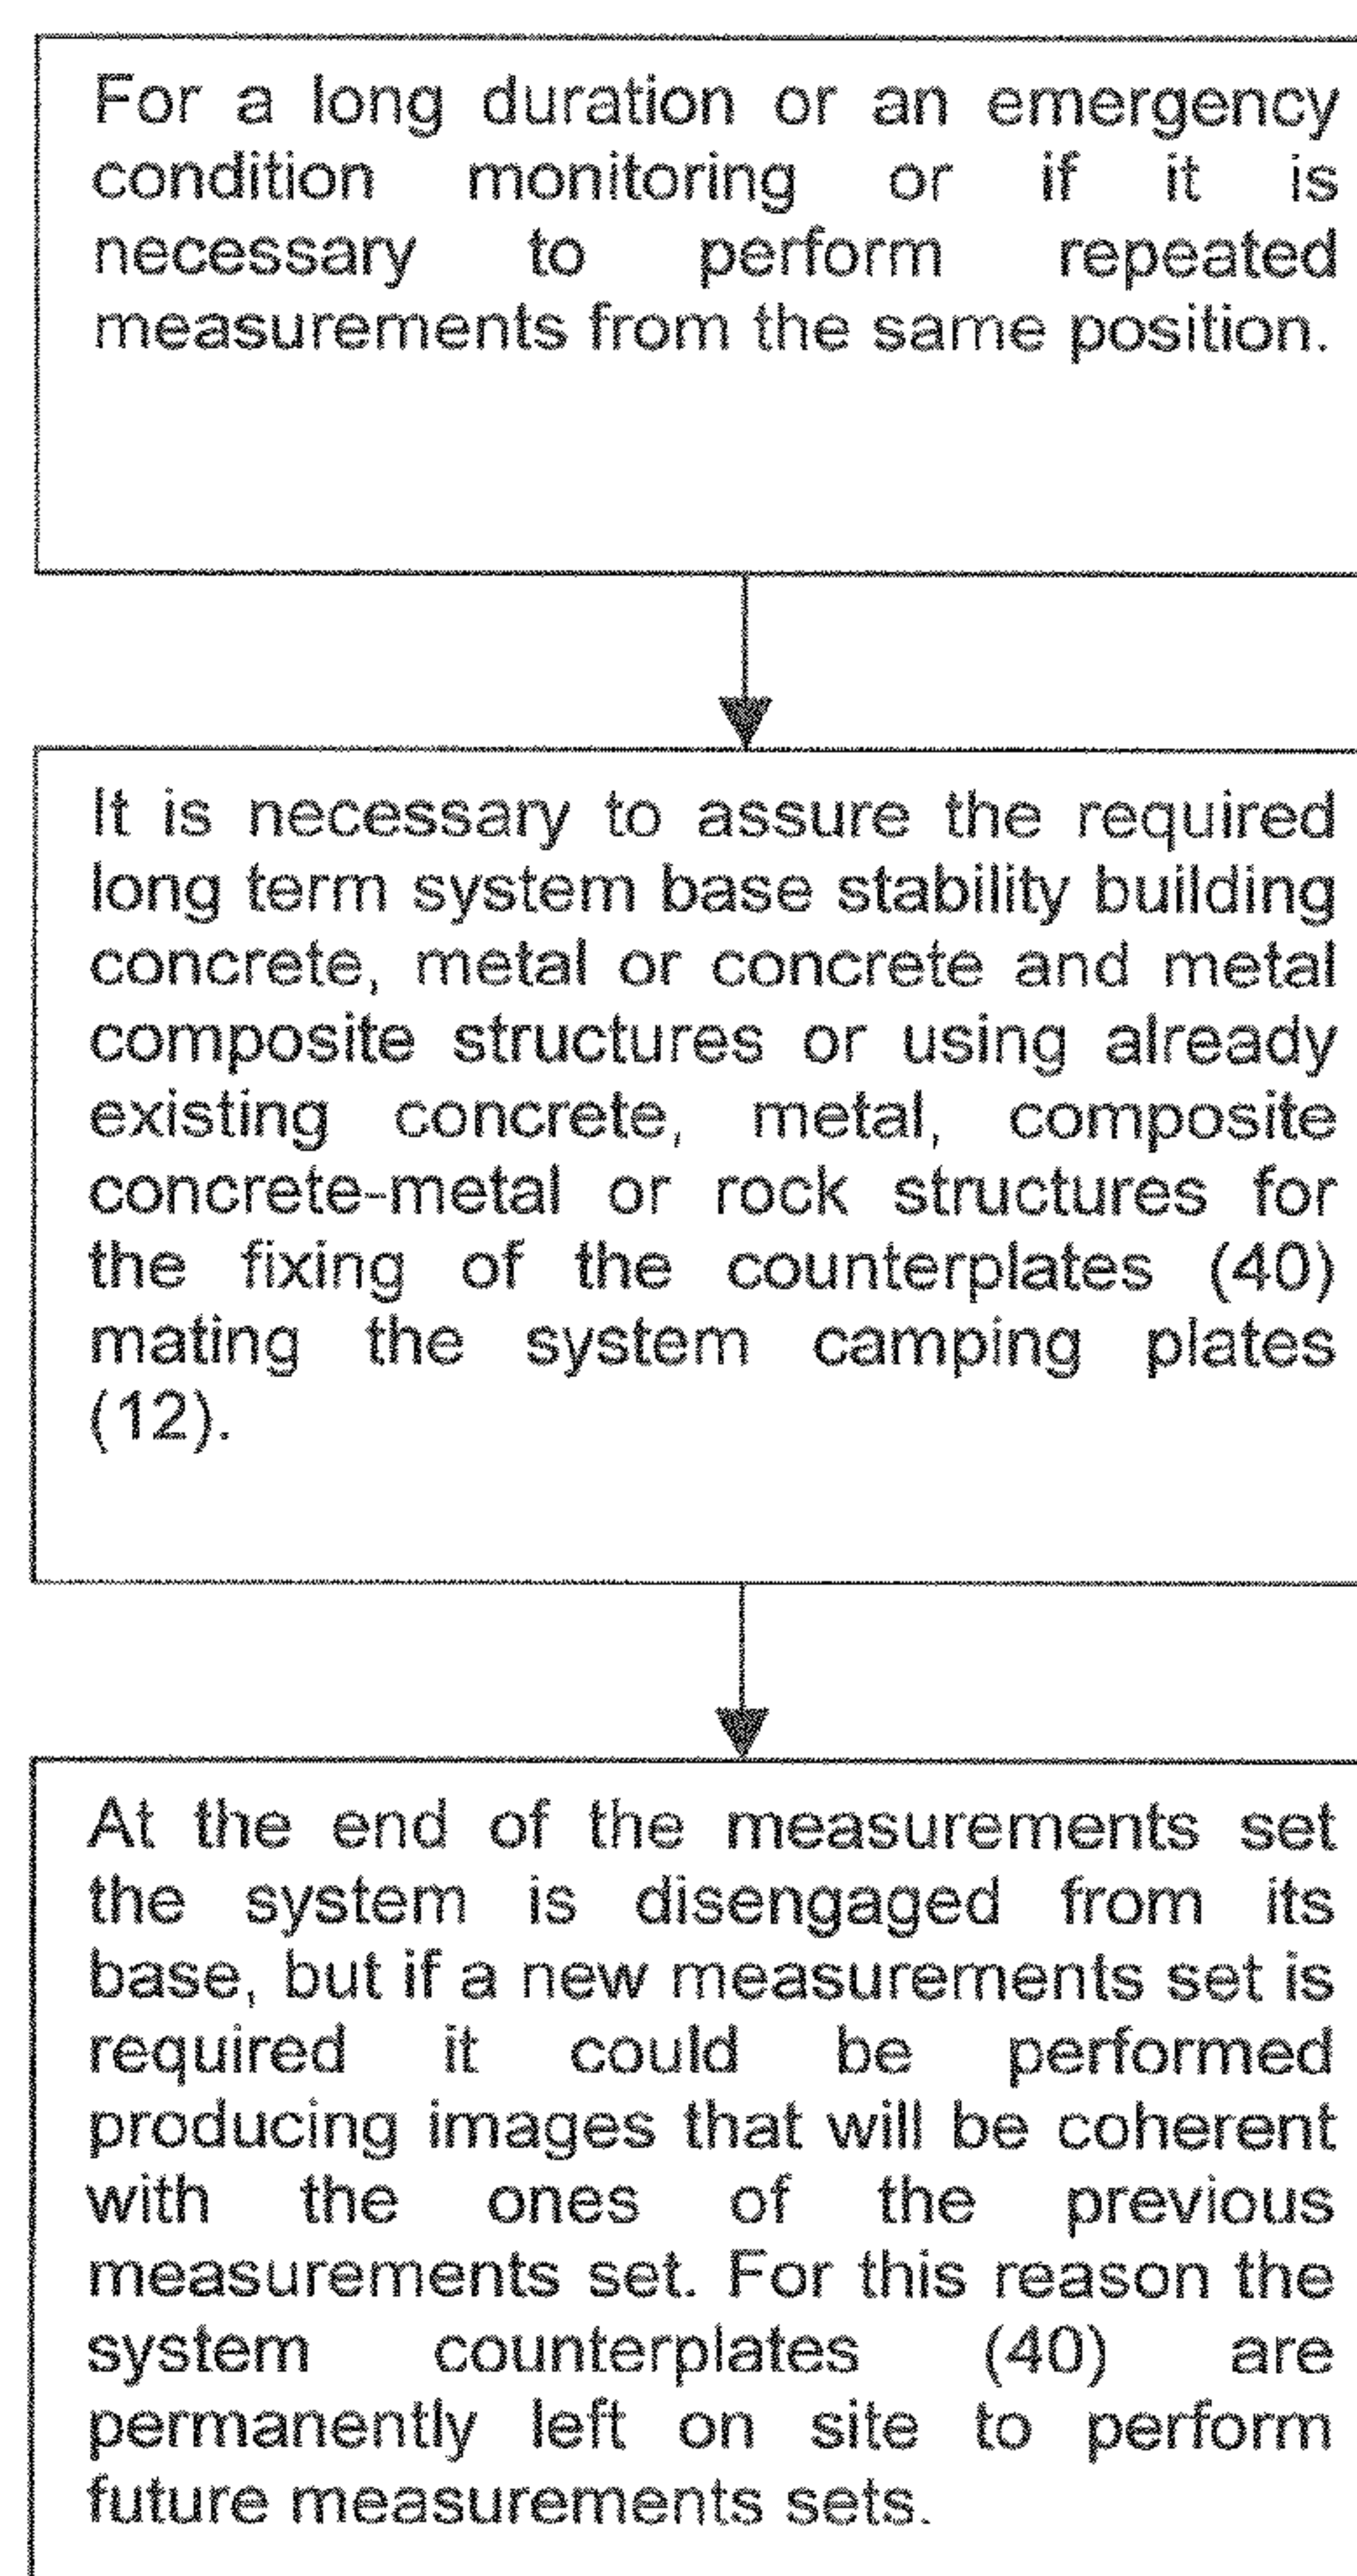 For a long duration or an emergency
condition monitoring or if it is
necessary to perform repeated
measurements from the same position.
It is necessary to assure the required
long term system base stability building
concrete, metal or concrete and metal
composite structures or using already
existing concrete, metal, composite
concrete-metal or rock structures for
the fixing of the counterplates (40)
mating the system camping plates
(12).
At the end of the measurements set
the system is disengaged from its
base, but if a new measurements set is
required it could be performed
producing images that will be coherent
with the ones of the previous
measurements set. For this reason the
system counterplates (40) are
permanently left on site to perform
future measurements sets.